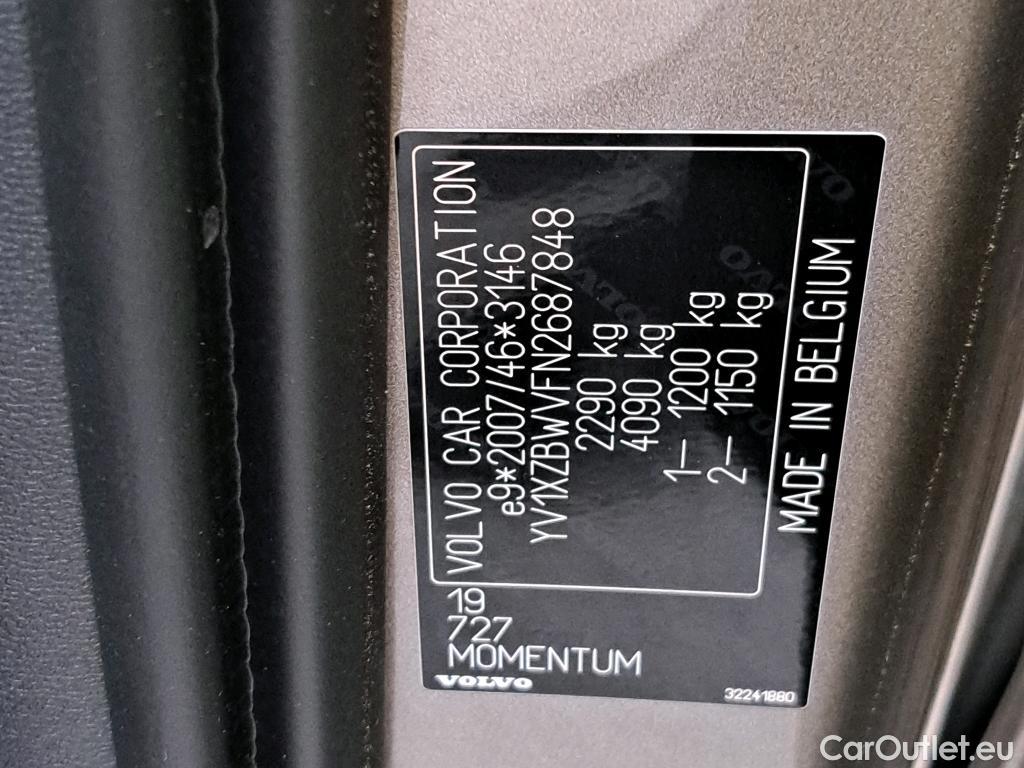 VOLVO CAR CORPORATION
e9*2007/46*3146
YV1XZBWVFN2687848
2290 kg
4090 kg
1— 1200 kg
2— 1150 kg
MADE IN BELGIUM
19
727
MOMENTUM
VOLVO
32241880
CarOutlet.eu